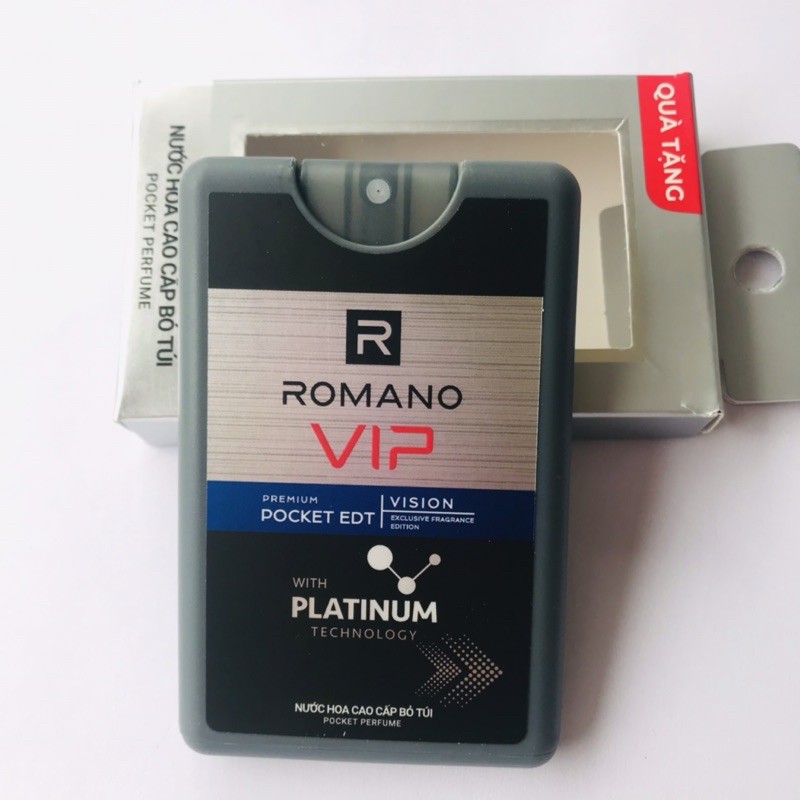 QUÀ TẶNG
NƯỚC HOA CAO CẤP BỎ TÚI
POCKET PERFUME
R
ROMANO
VIP
PREMIUM
POCKET EDT
VISION
EXCLUSIVE FRAGRANCE
EDITION
WITH
PLATINUM
TECHNOLOGY
NƯỚC HOA CAO CẤP BỎ TÚI
POCKET PERFUME